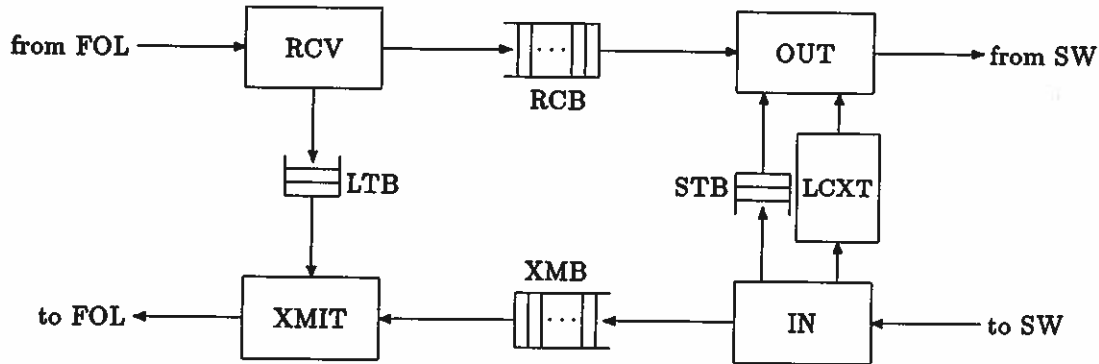 from FOL
RCV
...
OUT
from SW
RCB
LTB
STB
LCXT
XMB
to FOL
XMIT
...
IN
to SW